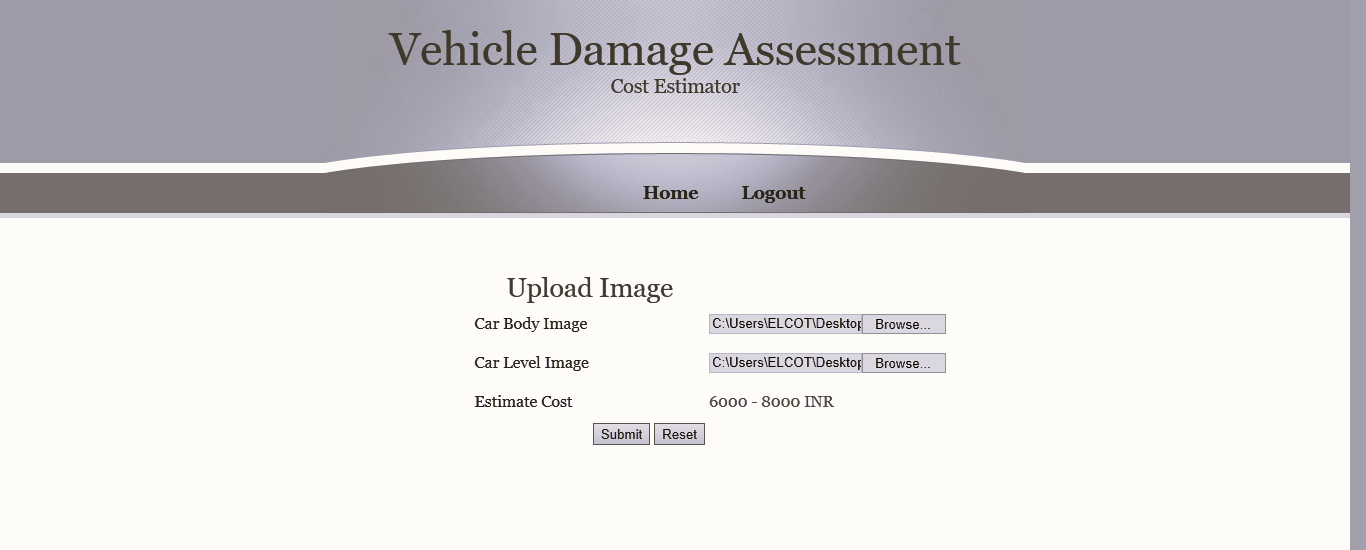 Vehicle Damage Assessment
Cost Estimator
Home Logout
Upload Image
Car Body Image C:\Users\ELCOT\Desktop Browse...
Car Level Image C:\Users\ELCOT\Desktop Browse...
Estimate Cost 6000 - 8000 INR
Submit Reset